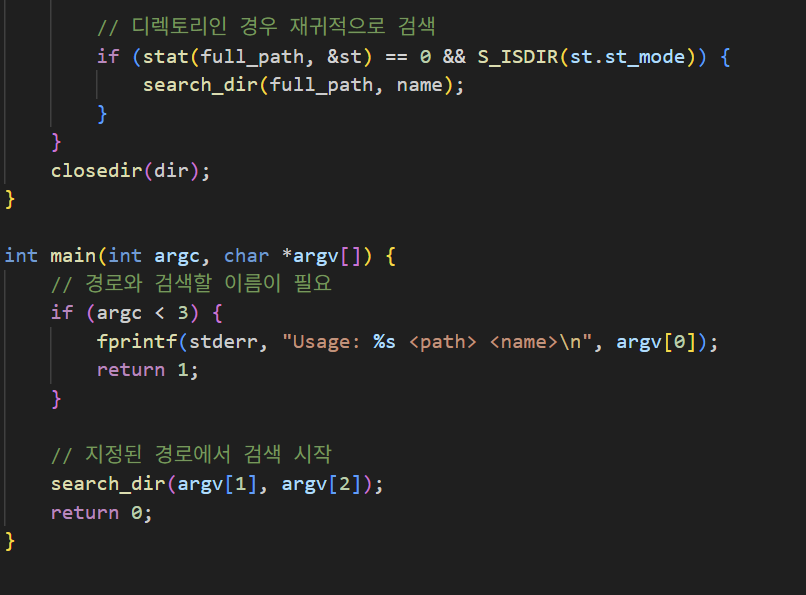 // 디렉토리인 경우 재귀적으로 검색
if (stat(full_path, &st) == 0 && S_ISDIR(st.st_mode)) {
search_dir(full_path, name);
}
}
closedir(dir);
}
int main(int argc, char *argv[]) {
// 경로와 검색할 이름이 필요
if (argc < 3) {
fprintf(stderr, "Usage: %s <path> <name>\n", argv[0]);
return 1;
}
// 지정된 경로에서 검색 시작
search_dir(argv[1], argv[2]);
return 0;
}